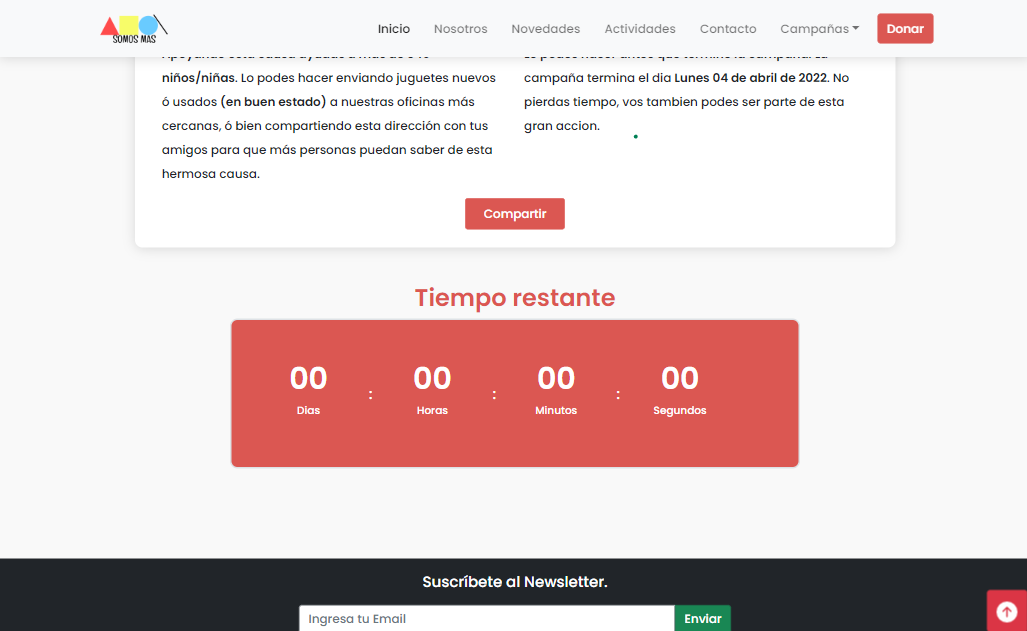 SOMOS MAS
Inicio
Nosotros
Novedades
Actividades
Contacto
Campañas
Donar
niños/niñas. Lo podes hacer enviando juguetes nuevos
ó usados (en buen estado) a nuestras oficinas más
cercanas, ó bien compartiendo esta dirección con tus
amigos para que más personas puedan saber de esta
hermosa causa.
campaña termina el dia Lunes 04 de abril de 2022. No
pierdas tiempo, vos tambien podes ser parte de esta
gran accion.
Compartir
Tiempo restante
00 : 00 : 00 : 00
Dias Horas Minutos Segundos
Suscríbete al Newsletter.
Ingresa tu Email
Enviar